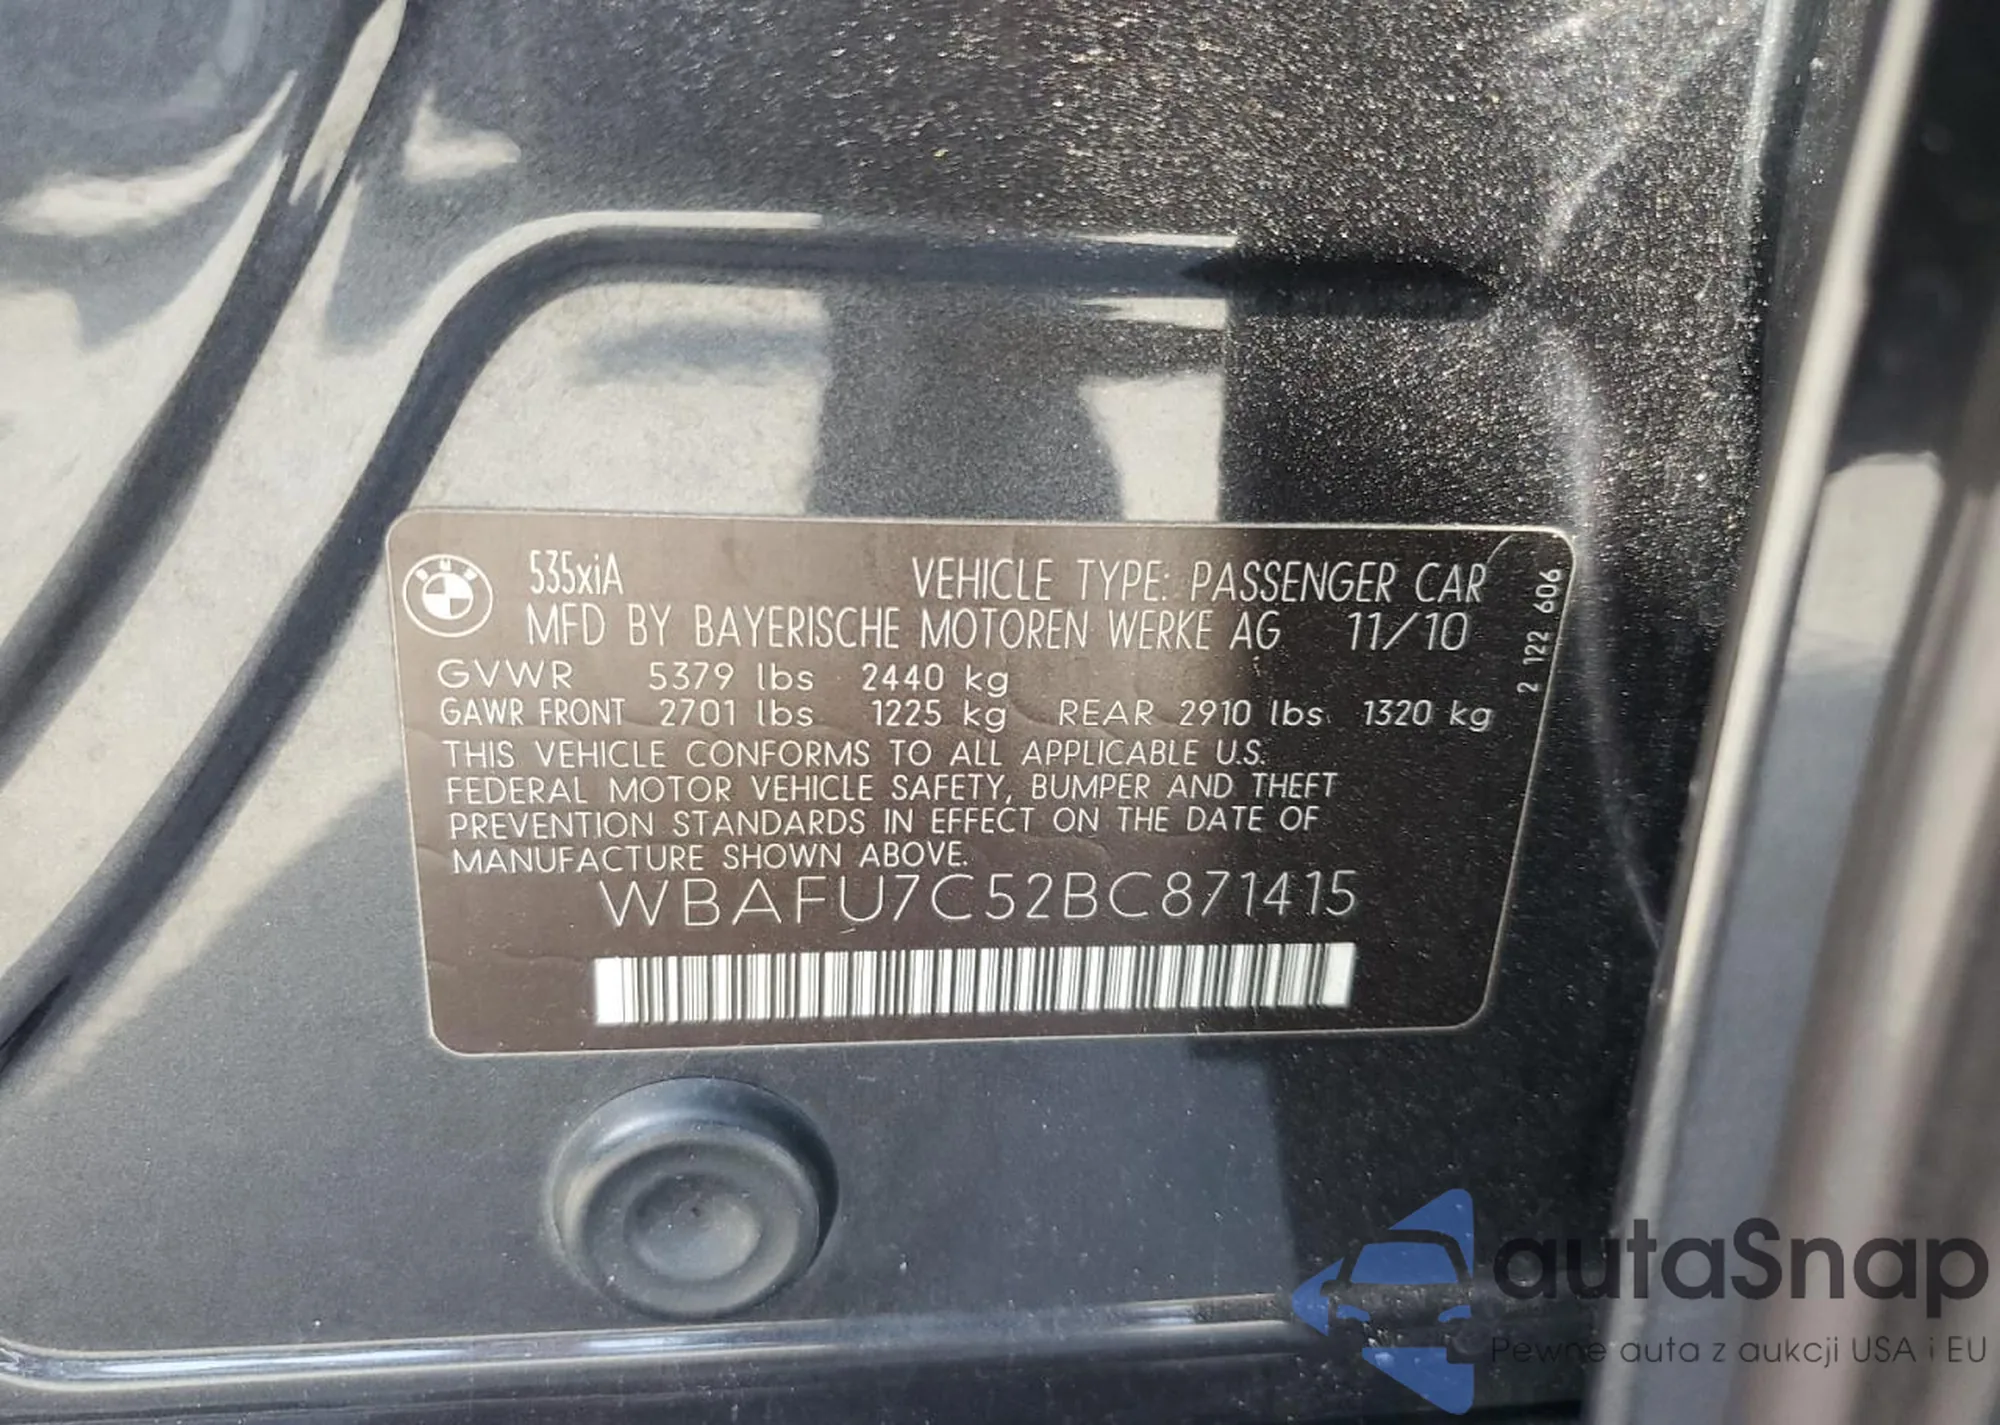 BMW
535xiA VEHICLE TYPE: PASSENGER CAR
MFD BY BAYERISCHE MOTOREN WERKE AG 11/10
GVWR 5379 lbs 2440 kg
GAWR FRONT 2701 lbs 1225 kg REAR 2910 lbs 1320 kg
THIS VEHICLE CONFORMS TO ALL APPLICABLE U.S.
FEDERAL MOTOR VEHICLE SAFETY, BUMPER AND THEFT
PREVENTION STANDARDS IN EFFECT ON THE DATE OF
MANUFACTURE SHOWN ABOVE.
WBAFU7C52BC871415
2 122 606
autaSnap
Pewne auta z aukcji USA i EU